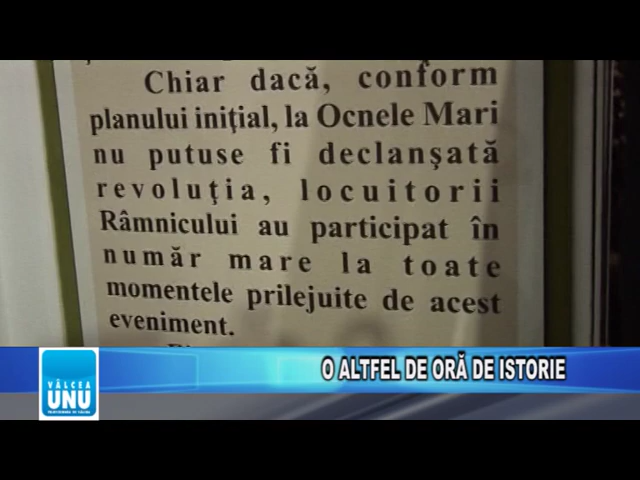 Chiar dacă, conform
planului iniţial, la Ocnele Mari
nu putuse fi declanşată
revoluţia, locuitorii
Râmnicului au participat în
număr mare la toate
momentele prilejuite de acest
eveniment.
O ALTFEL DE ORĂ DE ISTORIE
VÂLCEA
UNU